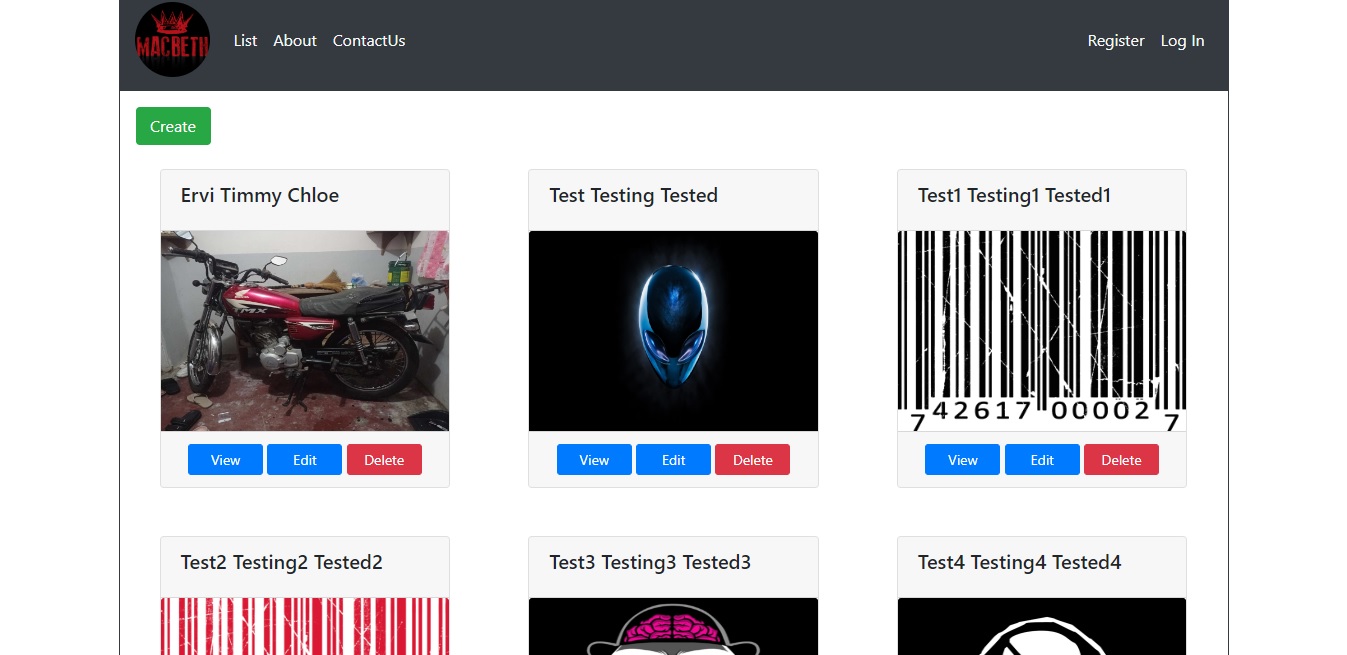 MACBETH
List About ContactUs Register Log In
Create
Ervi Timmy Chloe
Test Testing Tested
Test1 Testing1 Tested1
TMX
7 42617 00002 7
View Edit Delete
View Edit Delete
View Edit Delete
Test2 Testing2 Tested2
Test3 Testing3 Tested3
Test4 Testing4 Tested4